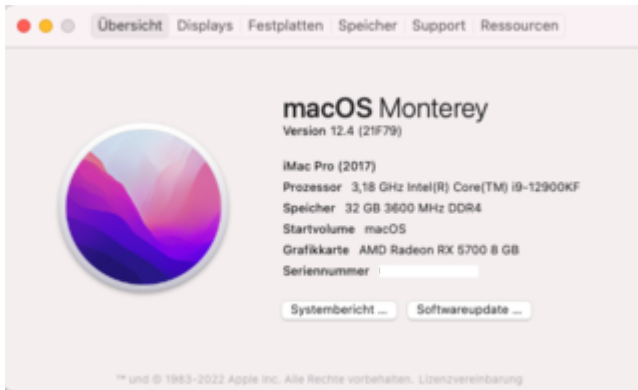 Übersicht Displays Festplatten Speicher Support Ressourcen
macOS Monterey
Version 12.4 (21F79)
iMac Pro (2017)
Prozessor 3,18 GHz Intel(R) Core(TM) i9-12900KF
Speicher 32 GB 3600 MHz DDR4
Startvolume macOS
Grafikkarte AMD Radeon RX 5700 8 GB
Seriennummer
Systembericht ... Softwareupdate ...
™ und © 1983-2022 Apple Inc. Alle Rechte vorbehalten. Lizenzvereinbarung